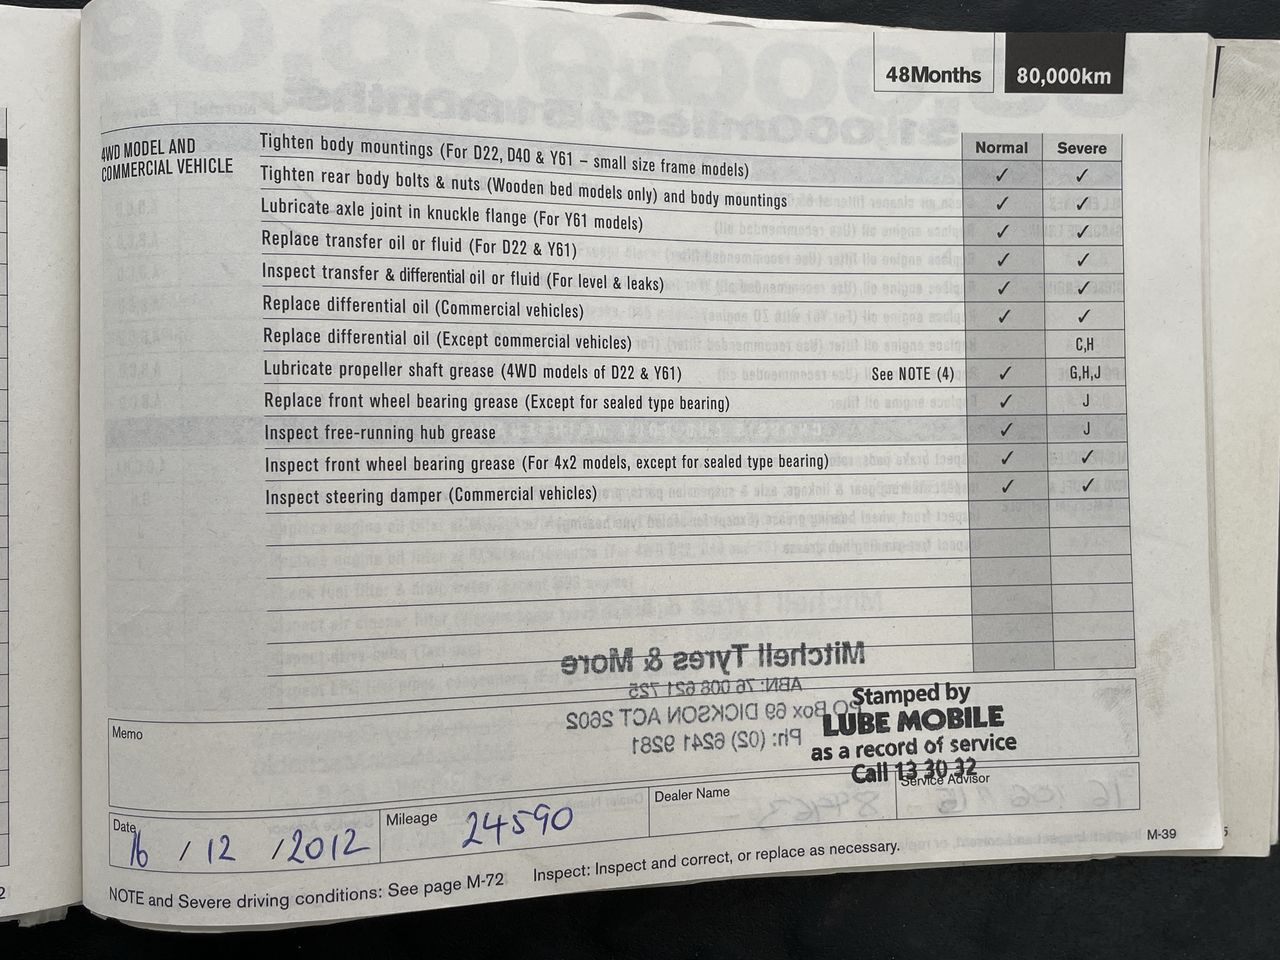 48Months 80,000km
4WD MODEL AND
COMMERCIAL VEHICLE
Normal Severe
Tighten body mountings (For D22, D40 & Y61 – small size frame models) ✓ ✓
Tighten rear body bolts & nuts (Wooden bed models only) and body mountings ✓ ✓
Lubricate axle joint in knuckle flange (For Y61 models) ✓ ✓
Replace transfer oil or fluid (For D22 & Y61) ✓ ✓
Inspect transfer & differential oil or fluid (For level & leaks) ✓ ✓
Replace differential oil (Commercial vehicles) ✓ ✓
Replace differential oil (Except commercial vehicles) C,H
Lubricate propeller shaft grease (4WD models of D22 & Y61) See NOTE (4) ✓ G,H,J
Replace front wheel bearing grease (Except for sealed type bearing) ✓ J
Inspect free-running hub grease ✓ J
Inspect front wheel bearing grease (For 4x2 models, except for sealed type bearing) ✓ ✓
Inspect steering damper (Commercial vehicles) ✓ ✓
Mitchell Tyres & More
ABN: 76 008 621 725
PO Box 69 DICKSON ACT 2602
Ph: (02) 6241 9281
Stamped by
LUBE MOBILE
as a record of service
Call 13 30 32
Memo
Date 16 / 12 / 2012
Mileage 24590
Dealer Name
Service Advisor
NOTE and Severe driving conditions: See page M-72 Inspect: Inspect and correct, or replace as necessary.
M-39